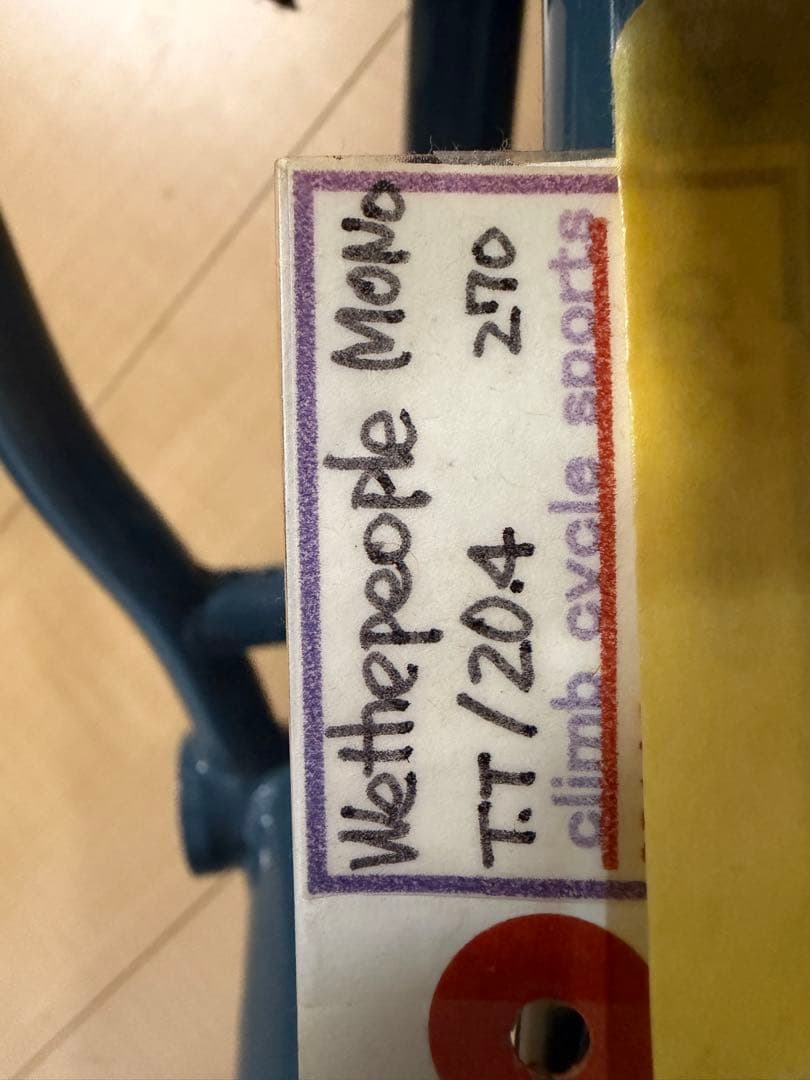 Wethepeople MONO
T.T /20.4 270
climb cycle sports